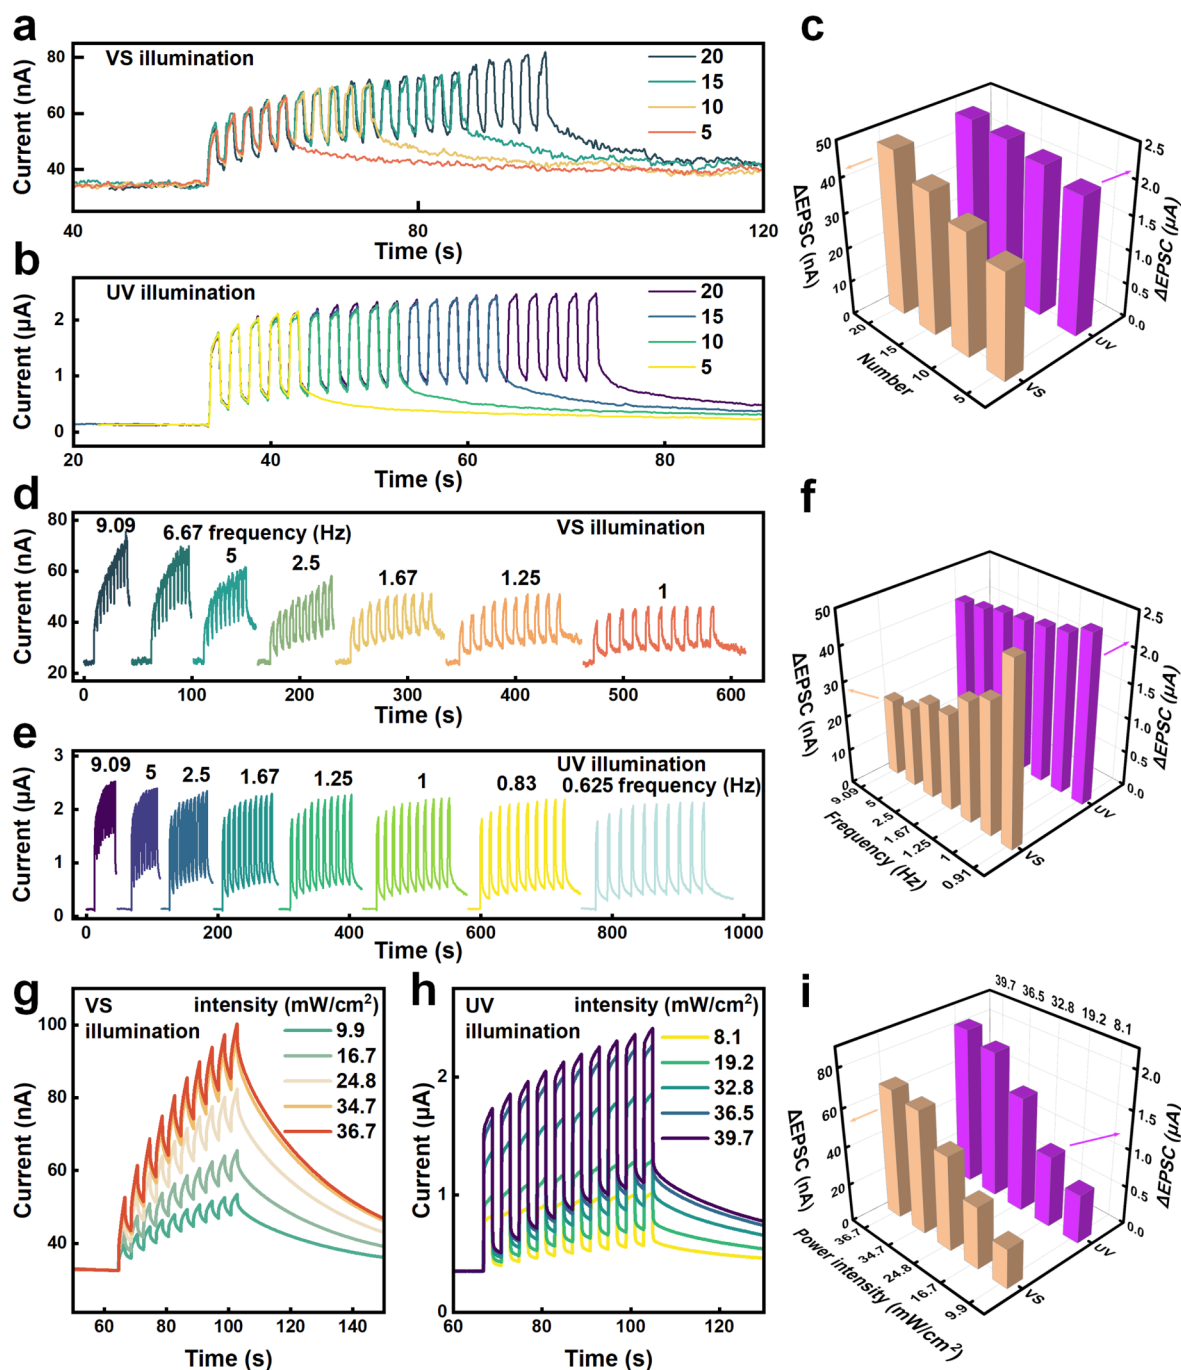 a
VS illumination
20
15
10
5
80
60
40
Current (nA)
40
80
120
Time (s)
b
UV illumination
20
15
10
5
2
1
0
Current (µA)
20
40
60
80
Time (s)
c
50
40
30
20
10
0
ΔEPSC (nA)
2.5
2.0
1.5
1.0
0.5
0.0
ΔEPSC (µA)
20
15
10
5
Number
UV
VS
d
9.09
6.67 frequency (Hz)
5
2.5
1.67
1.25
1
VS illumination
80
60
40
20
Current (nA)
0
100
200
300
400
500
600
Time (s)
e
UV illumination
9.09
5
2.5
1.67
1.25
1
0.83
0.625 frequency (Hz)
3
2
1
0
Current (µA)
0
200
400
600
800
1000
Time (s)
f
50
40
30
20
10
0
ΔEPSC (nA)
2.5
2.0
1.5
1.0
0.5
0.0
ΔEPSC (µA)
9.09
5
2.5
1.67
1.25
1
0.91
Frequency (Hz)
UV
VS
g
VS
illumination
intensity (mW/cm²)
9.9
16.7
24.8
34.7
36.7
100
80
60
40
Current (nA)
60
80
100
120
140
Time (s)
h
UV
illumination
intensity (mW/cm²)
8.1
19.2
32.8
36.5
39.7
2
1
0
Current (µA)
60
80
100
120
Time (s)
i
39.7
36.5
32.8
19.2
8.1
80
60
40
20
0
ΔEPSC (nA)
2.0
1.5
1.0
0.5
0.0
ΔEPSC (µA)
36.7
34.7
24.8
16.7
9.9
power intensity (mW/cm²)
UV
VS